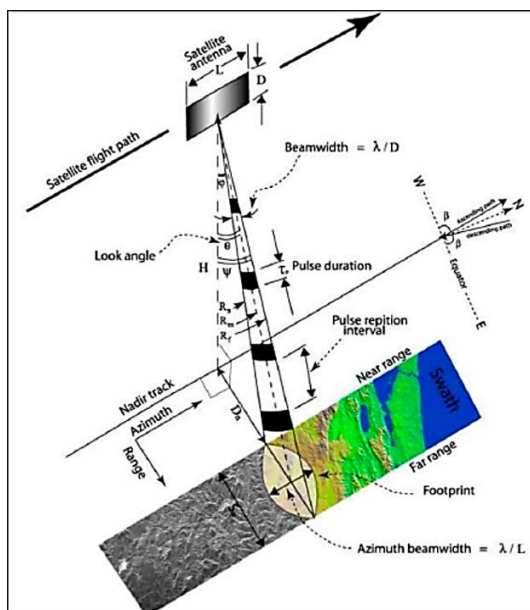 Satellite
antenna
L
D
Satellite flight path
Beamwidth = λ/D
φ
Look angle
θ
H
ψ
τ
Pulse duration
W
N
β
Ascending path
descending path
β
Equator
E
R
R
R
Pulse repition
interval
Nadir track
Azimuth
Range
D
Near range
Swath
Far range
Footprint
Azimuth beamwidth = λ/L